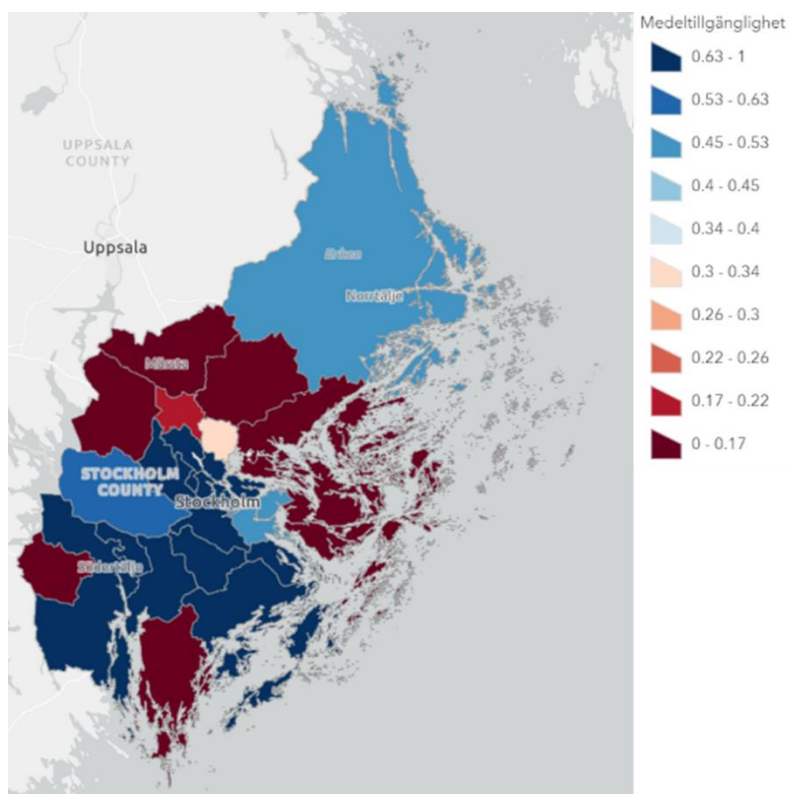 Medeltillgänglighet
0.63 - 1
0.53 - 0.63
0.45 - 0.53
0.4 - 0.45
0.34 - 0.4
0.3 - 0.34
0.26 - 0.3
0.22 - 0.26
0.17 - 0.22
0 - 0.17
UPPSALA
COUNTY
Uppsala
Norrtälje
Märsta
STOCKHOLM
COUNTY
Stockholm
Södertälje